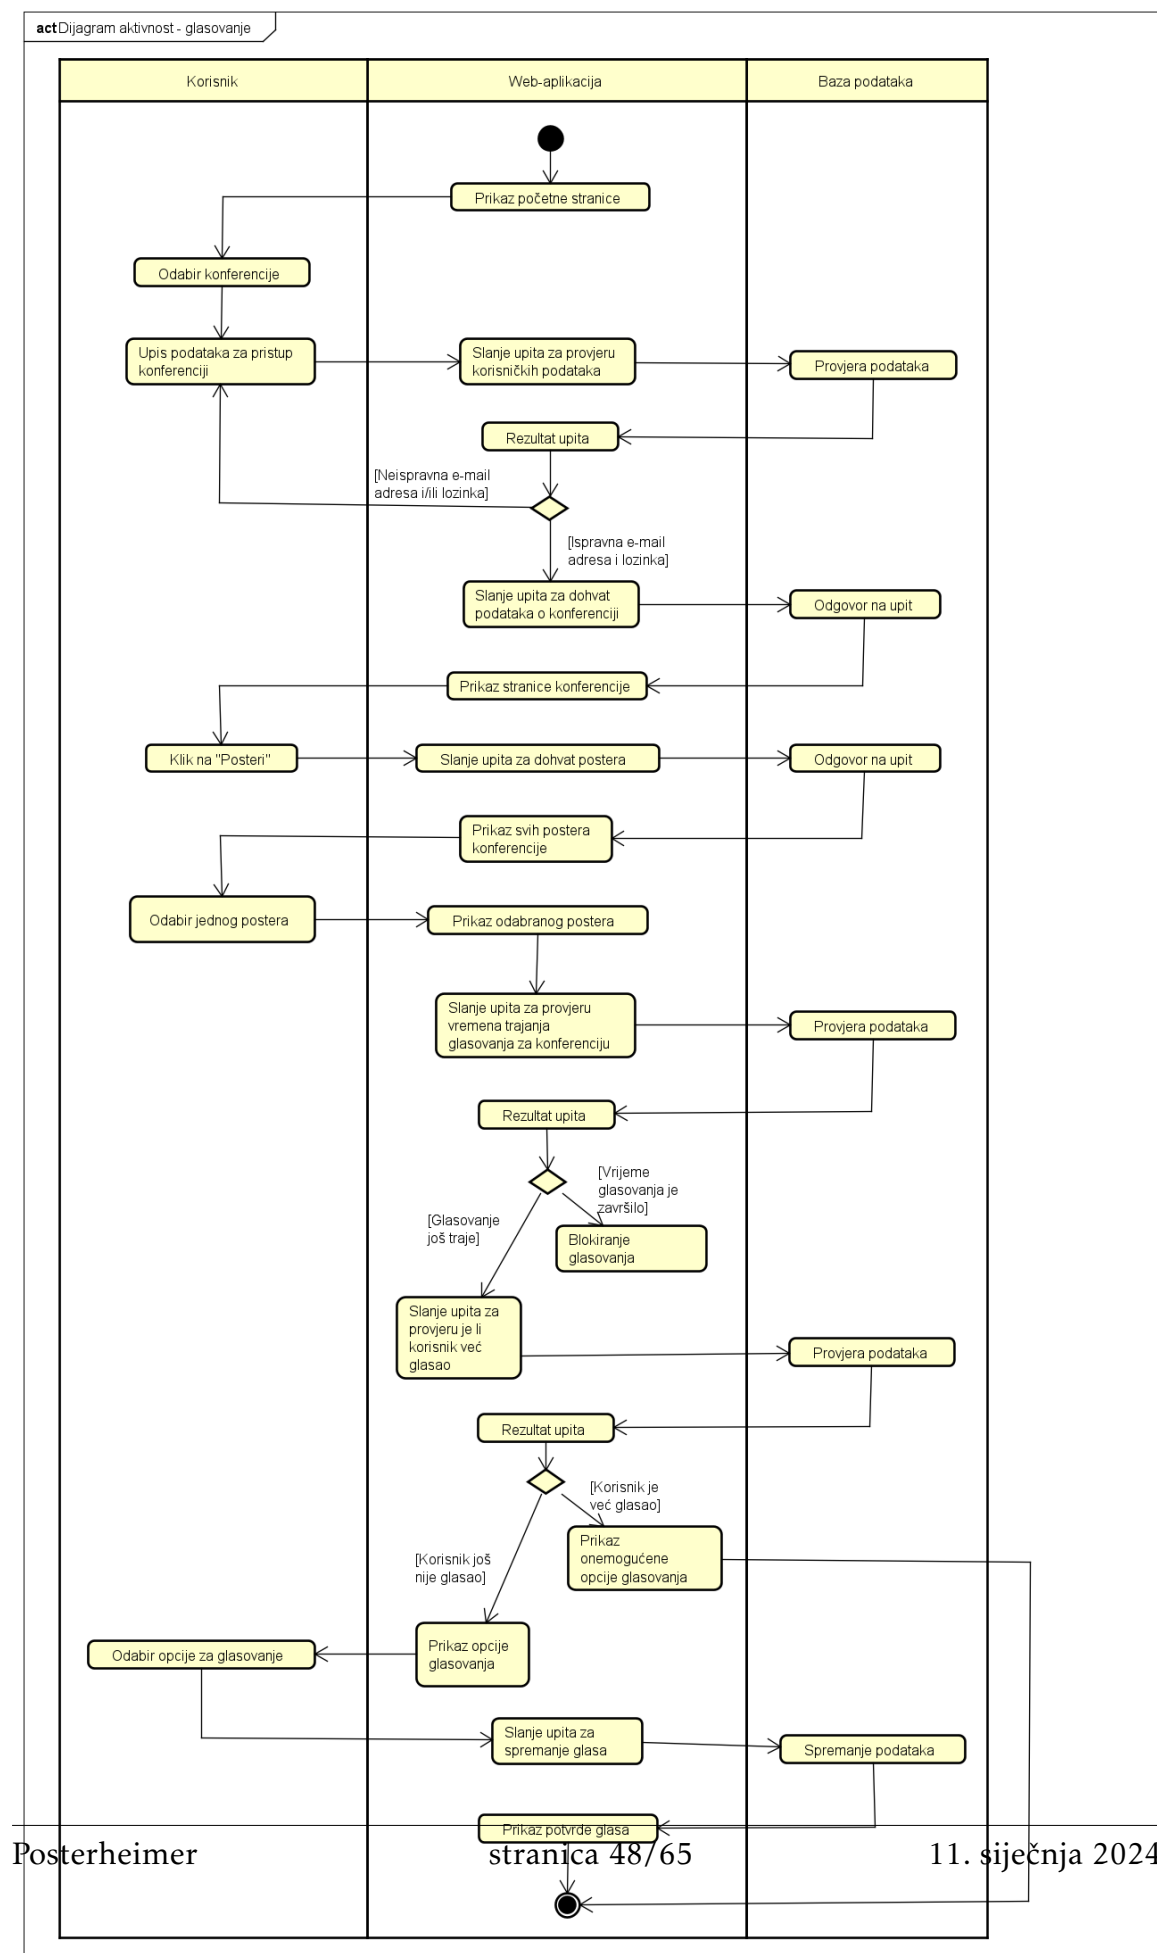 act Dijagram aktivnost - glasovanje
Korisnik
Web-aplikacija
Baza podataka
Prikaz početne stranice
Odabir konferencije
Upis podataka za pristup
konferenciji
Slanje upita za provjeru
korisničkih podataka
Provjera podataka
Rezultat upita
[Neispravna e-mail
adresa i/ili lozinka]
[Ispravna e-mail
adresa i lozinka]
Slanje upita za dohvat
podataka o konferenciji
Odgovor na upit
Prikaz stranice konferencije
Klik na "Posteri"
Slanje upita za dohvat postera
Odgovor na upit
Prikaz svih postera
konferencije
Odabir jednog postera
Prikaz odabranog postera
Slanje upita za provjeru
vremena trajanja
glasovanja za konferenciju
Provjera podataka
Rezultat upita
[Vrijeme
glasovanja je
završilo]
[Glasovanje
još traje]
Blokiranje
glasovanja
Slanje upita za
provjeru je li
korisnik već
glasao
Provjera podataka
Rezultat upita
[Korisnik je
već glasao]
Prikaz
onemogućene
opcije glasovanja
[Korisnik još
nije glasao]
Prikaz opcije
glasovanja
Odabir opcije za glasovanje
Slanje upita za
spremanje glasa
Spremanje podataka
Prikaz potvrde glasa
Posterheimer
stranica 48/65
11. siječnja 2024